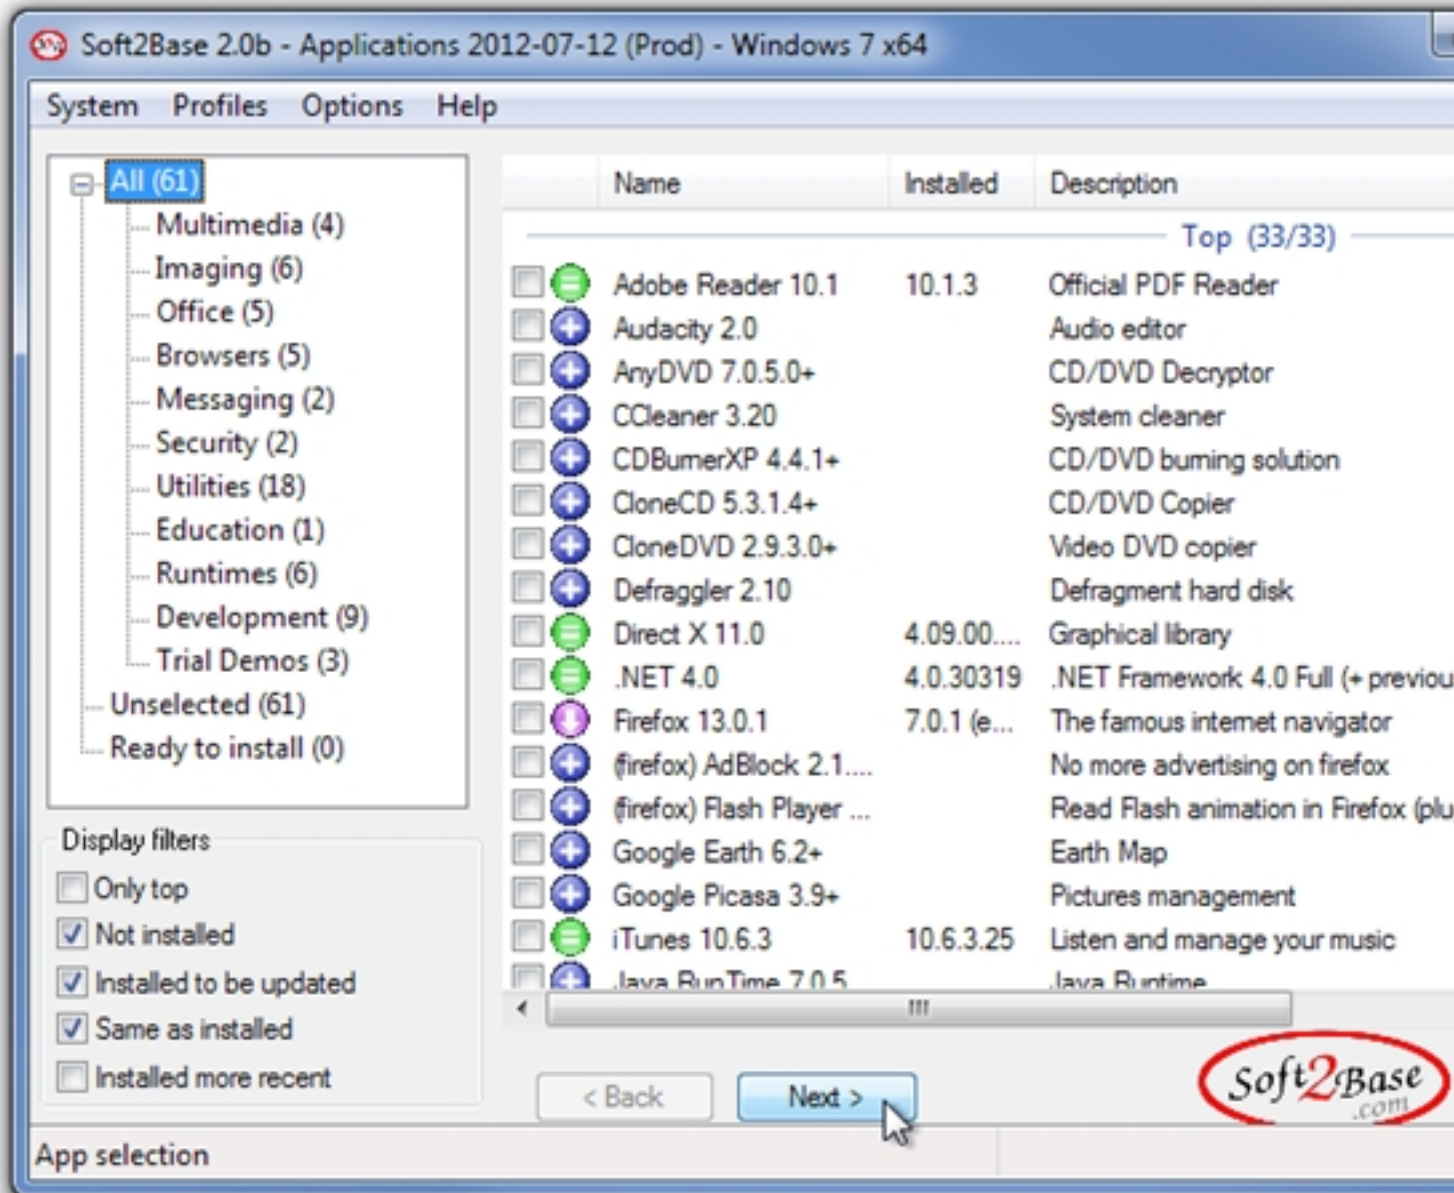 Soft2Base 2.0b - Applications 2012-07-12 (Prod) - Windows 7 x64
System Profiles Options Help
All (61)
Multimedia (4)
Imaging (6)
Office (5)
Browsers (5)
Messaging (2)
Security (2)
Utilities (18)
Education (1)
Runtimes (6)
Development (9)
Trial Demos (3)
Unselected (61)
Ready to install (0)
Display filters
Only top
Not installed
Installed to be updated
Same as installed
Installed more recent
Name Installed Description
Top (33/33)
Adobe Reader 10.1 10.1.3 Official PDF Reader
Audacity 2.0 Audio editor
AnyDVD 7.0.5.0+ CD/DVD Decryptor
CCleaner 3.20 System cleaner
CDBurnerXP 4.4.1+ CD/DVD burning solution
CloneCD 5.3.1.4+ CD/DVD Copier
CloneDVD 2.9.3.0+ Video DVD copier
Defraggler 2.10 Defragment hard disk
Direct X 11.0 4.09.00.... Graphical library
.NET 4.0 4.0.30319 .NET Framework 4.0 Full (+ previou
Firefox 13.0.1 7.0.1 (e... The famous internet navigator
(firefox) AdBlock 2.1.... No more advertising on firefox
(firefox) Flash Player ... Read Flash animation in Firefox (plu
Google Earth 6.2+ Earth Map
Google Picasa 3.9+ Pictures management
iTunes 10.6.3 10.6.3.25 Listen and manage your music
Java RunTime 7.0.5 Java Runtime
< Back Next >
Soft2Base
.com
App selection